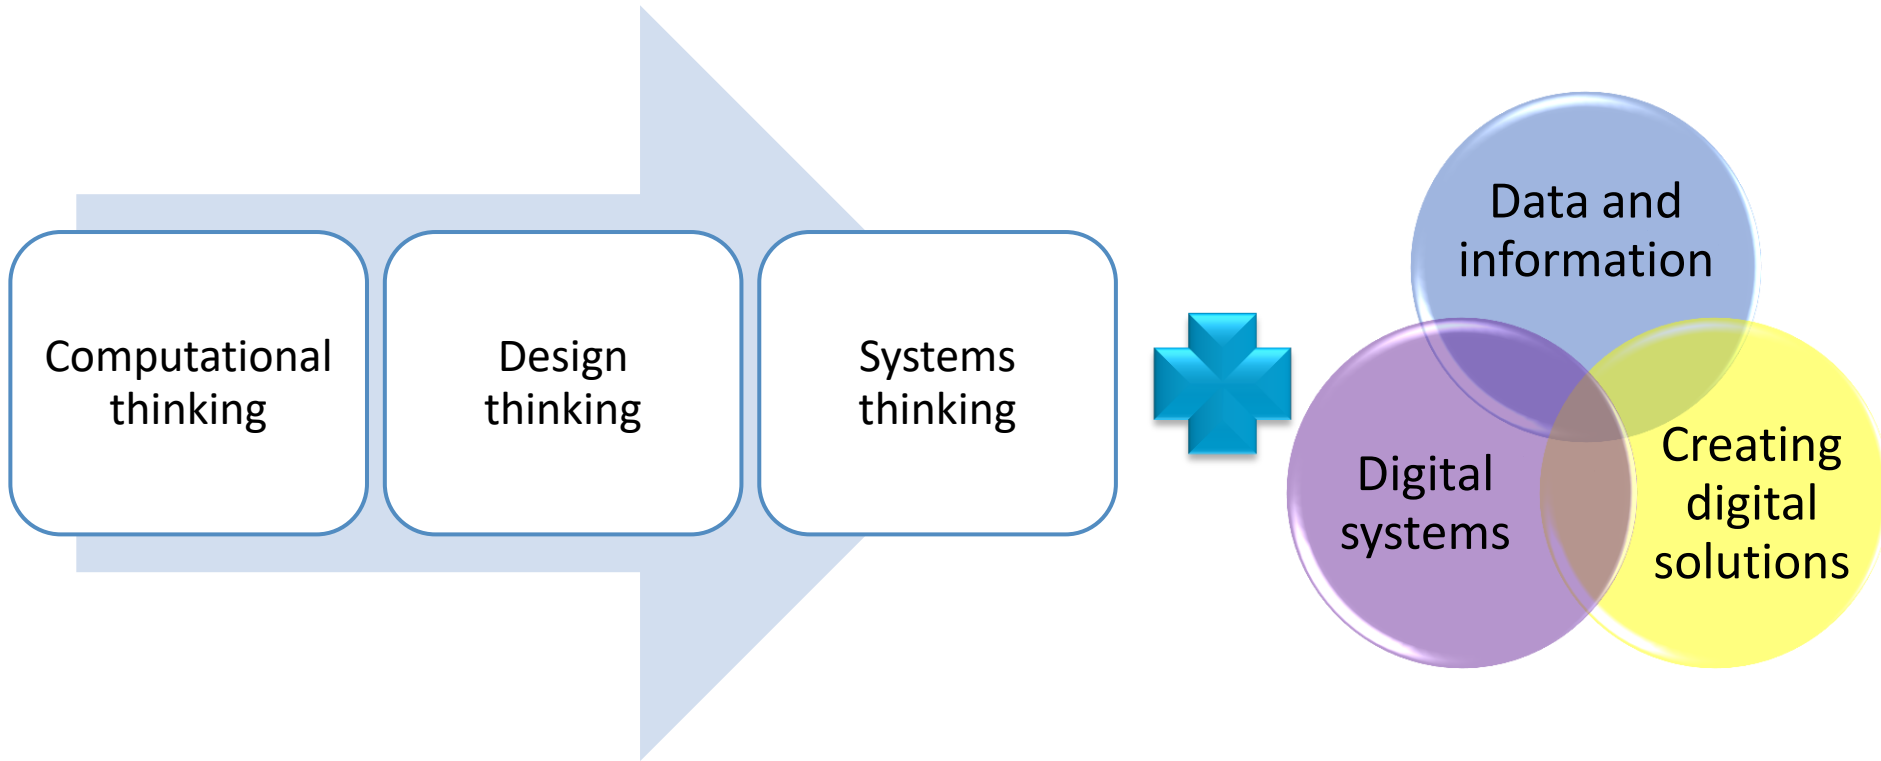 Computational
thinking
Design
thinking
Systems
thinking
Data and
information
Digital
systems
Creating
digital
solutions